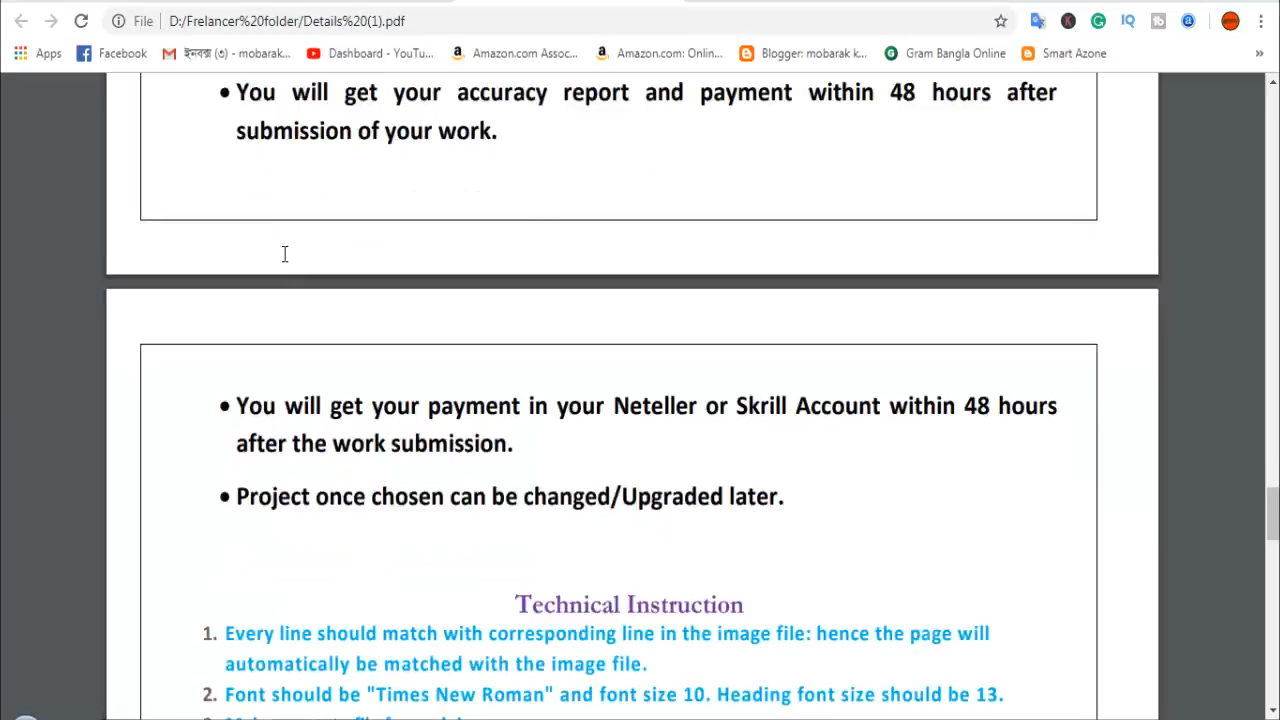 File D:/Frelancer%20folder/Details%20(1).pdf
Apps Facebook ইনবক্স (৩) - mobarak... Dashboard - YouTu... Amazon.com Assoc... Amazon.com: Onlin... Blogger: mobarak k... Gram Bangla Online Smart Azone »
• You will get your accuracy report and payment within 48 hours after
submission of your work.
• You will get your payment in your Neteller or Skrill Account within 48 hours
after the work submission.
• Project once chosen can be changed/Upgraded later.
Technical Instruction
1. Every line should match with corresponding line in the image file: hence the page will
automatically be matched with the image file.
2. Font should be "Times New Roman" and font size 10. Heading font size should be 13.